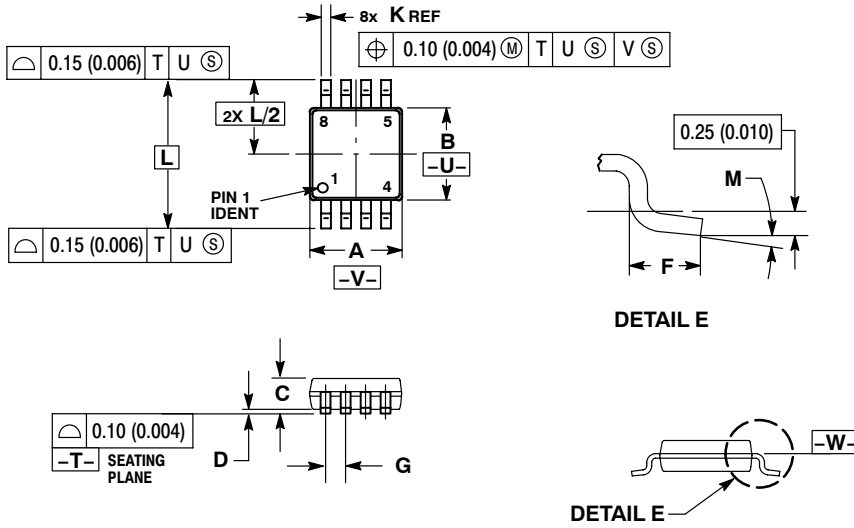 8x K REF
⌖ 0.10 (0.004) Ⓜ T U Ⓢ V Ⓢ
⌓ 0.15 (0.006) T U Ⓢ
2X L/2
L
8 5
B
–U–
1
4
PIN 1
IDENT
⌓ 0.15 (0.006) T U Ⓢ
A
–V–
0.25 (0.010)
M
F
DETAIL E
C
⌓ 0.10 (0.004)
–T– SEATING
PLANE
D
G
–W–
DETAIL E